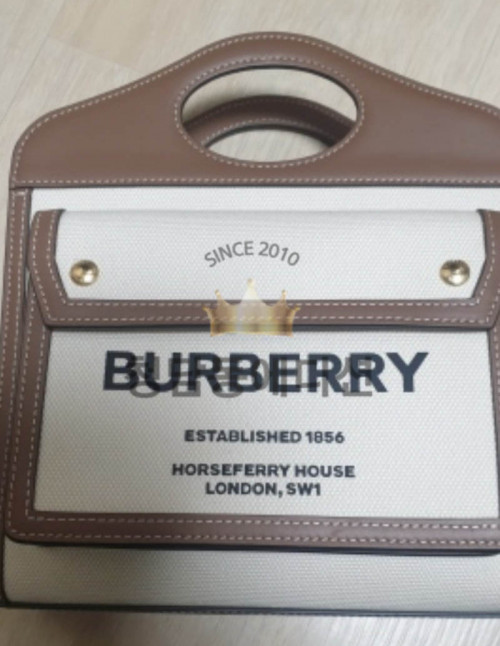 SINCE 2010
BURBERRY
ESTABLISHED 1856
HORSEFERRY HOUSE
LONDON, SW1